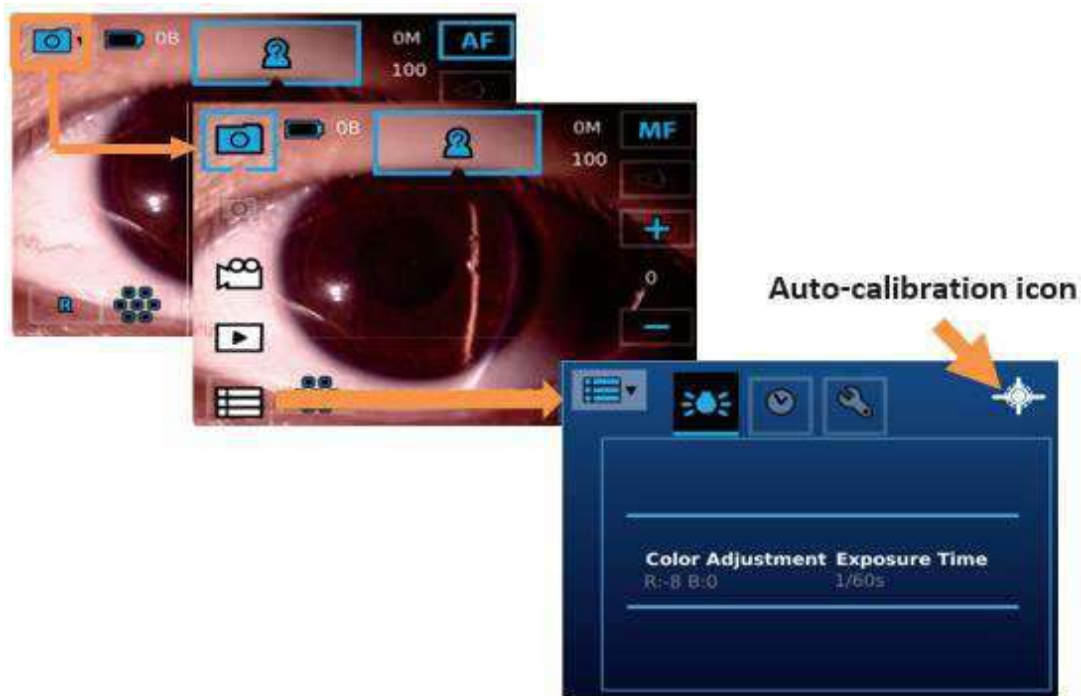 0B
0M
AF
100
0B
0M
MF
100
0
R
Auto-calibration icon
Color Adjustment Exposure Time
R:-8 B:0 1/60s